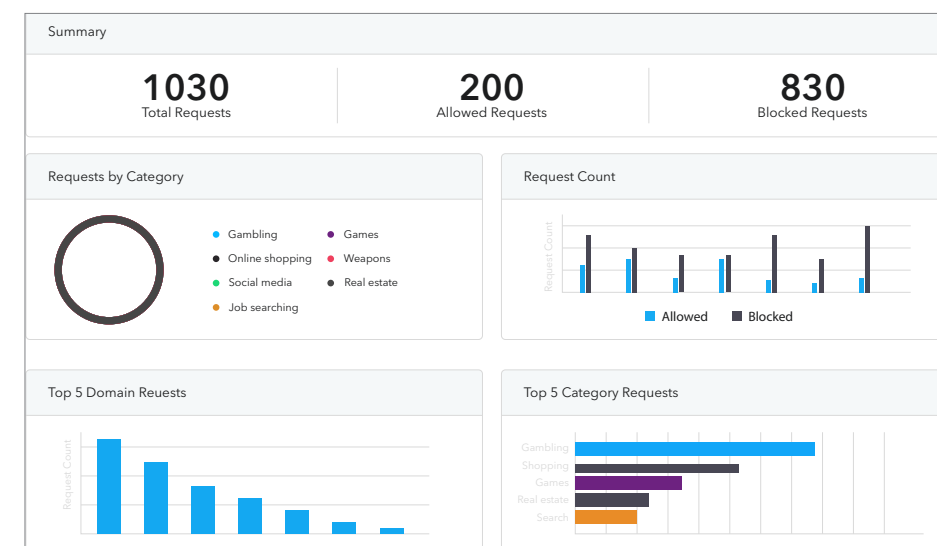 Summary
1030
Total Requests
200
Allowed Requests
830
Blocked Requests
Requests by Category
Gambling
Online shopping
Social media
Job searching
Games
Weapons
Real estate
Request Count
Request Count
Allowed
Blocked
Top 5 Domain Reuests
Request Count
Top 5 Category Requests
Gambling
Shopping
Games
Real estate
Search